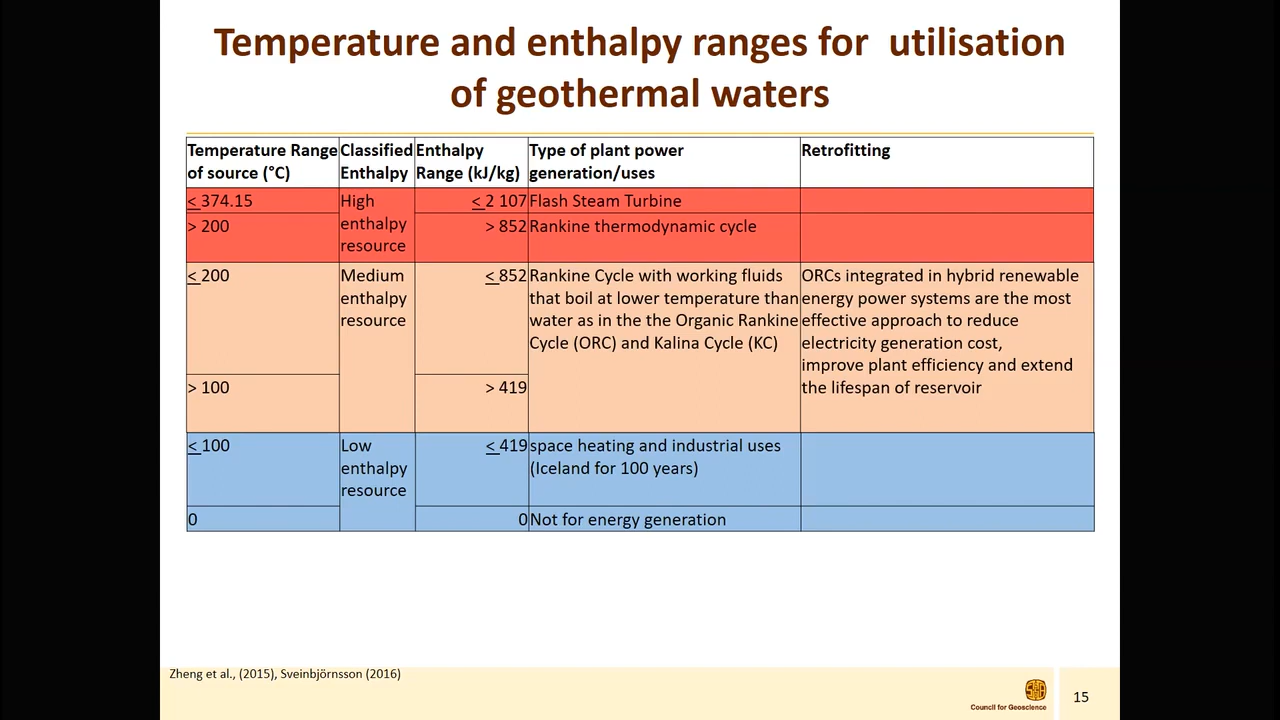 Temperature and enthalpy ranges for utilisation
of geothermal waters
Temperature Range of source (°C) Classified Enthalpy Enthalpy Range (kJ/kg) Type of plant power generation/uses Retrofitting
≤ 374.15 High enthalpy resource ≤ 2 107 Flash Steam Turbine
> 200 > 852 Rankine thermodynamic cycle
≤ 200 Medium enthalpy resource ≤ 852 Rankine Cycle with working fluids that boil at lower temperature than water as in the the Organic Rankine Cycle (ORC) and Kalina Cycle (KC) ORCs integrated in hybrid renewable energy power systems are the most effective approach to reduce electricity generation cost, improve plant efficiency and extend the lifespan of reservoir
> 100 > 419
≤ 100 Low enthalpy resource ≤ 419 space heating and industrial uses (Iceland for 100 years)
0 0 Not for energy generation
Zheng et al., (2015), Sveinbjörnsson (2016)
Council for Geoscience
15